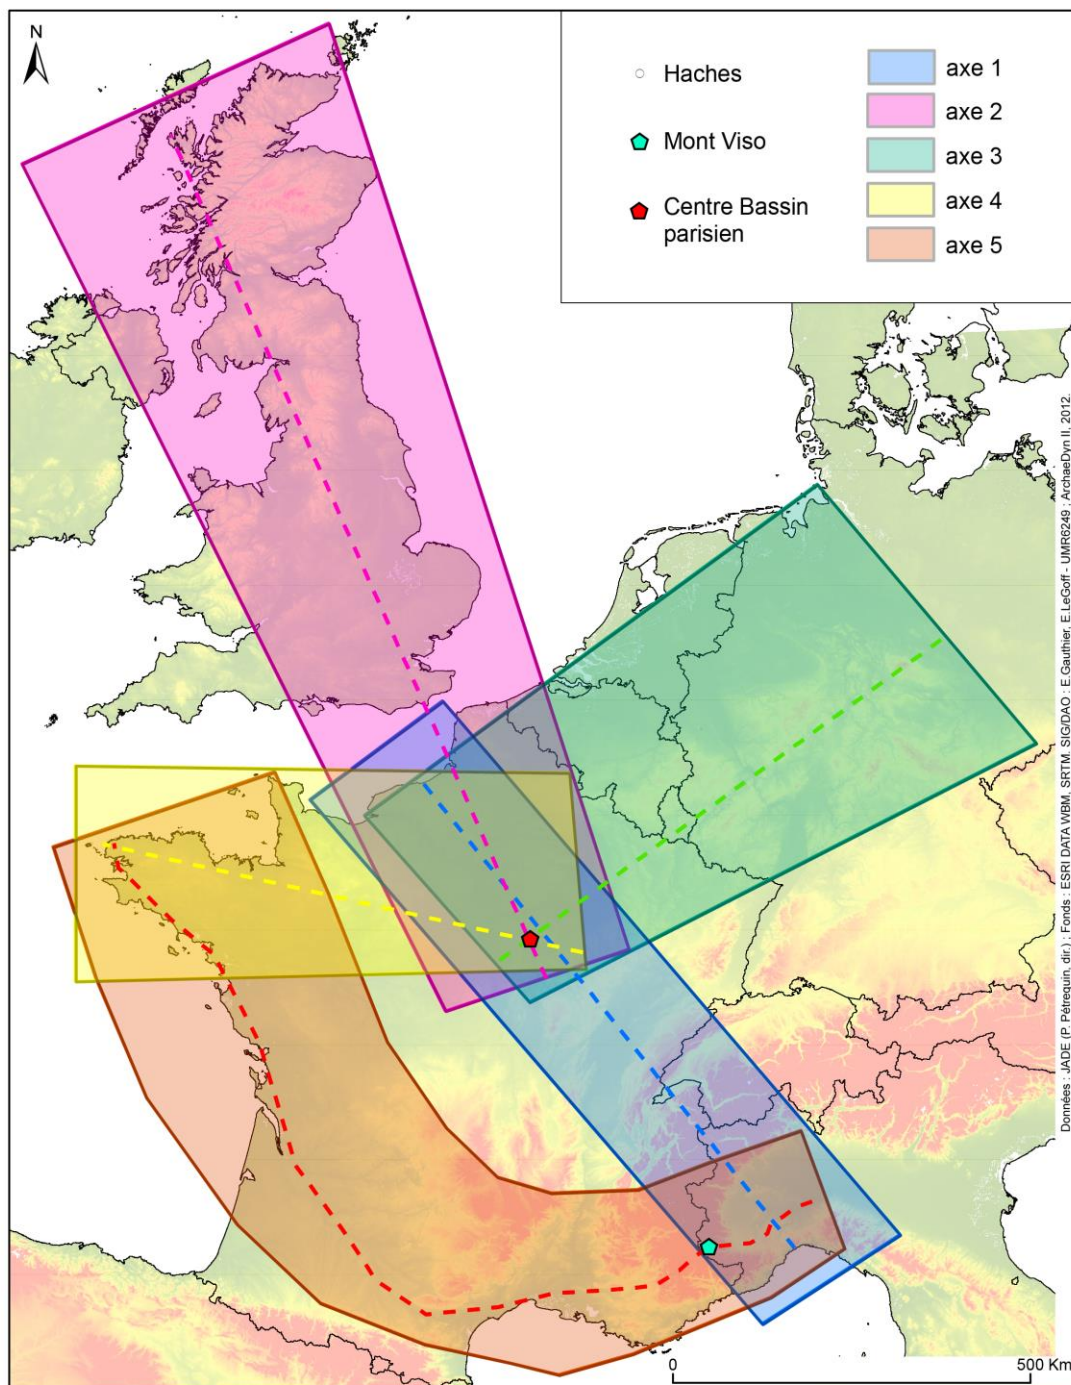 N
Haches
Mont Viso
Centre Bassin
parisien
axe 1
axe 2
axe 3
axe 4
axe 5
Données : JADE (P. Pétrequin, dir.) ; Fonds : ESRI DATA WBM, SRTM. SIG/DAO : E.Gauthier, E.LeGoff - UMR6249 ; ArchaeDyn II, 2012.
0
500 Km